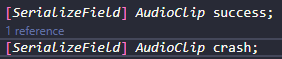 [SerializeField] AudioClip success;
1 reference
[SerializeField] AudioClip crash;